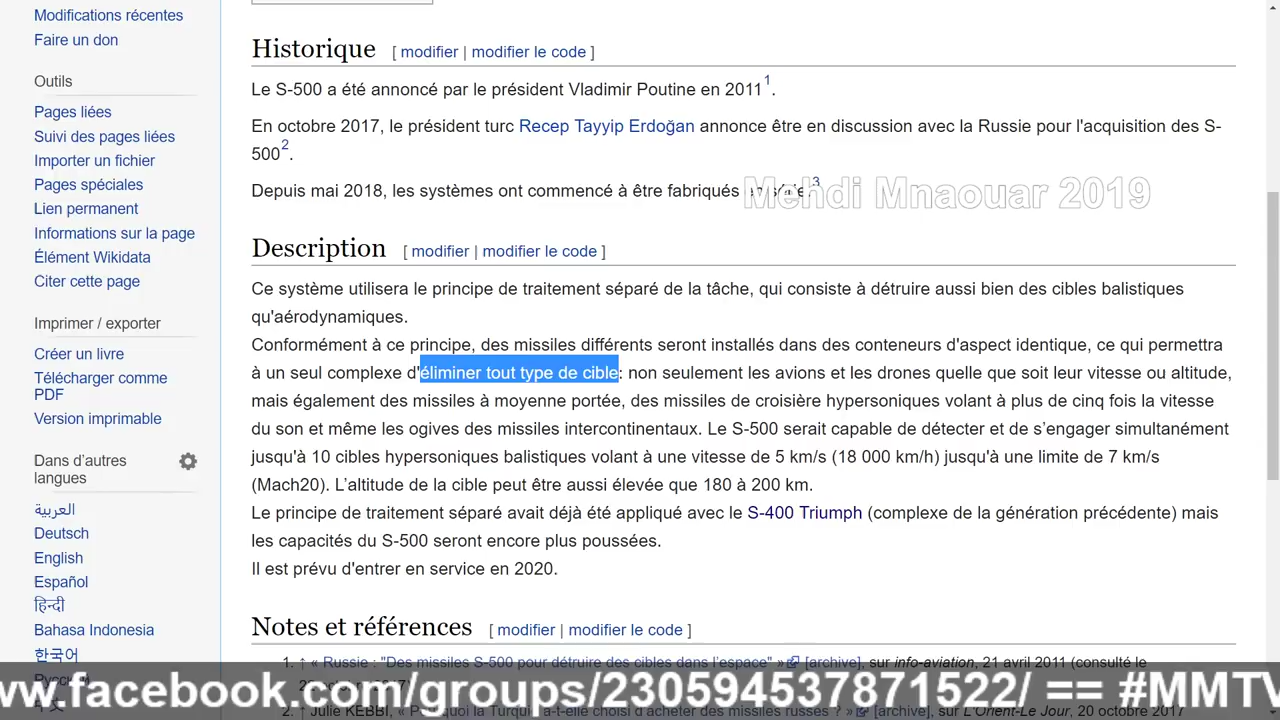 Modifications récentes
Faire un don
Outils
Pages liées
Suivi des pages liées
Importer un fichier
Pages spéciales
Lien permanent
Informations sur la page
Élément Wikidata
Citer cette page
Imprimer / exporter
Créer un livre
Télécharger comme
PDF
Version imprimable
Dans d'autres
langues
العربية
Deutsch
English
Español
हिन्दी
Bahasa Indonesia
한국어
Historique [ modifier | modifier le code ]
Le S-500 a été annoncé par le président Vladimir Poutine en 2011 1.
En octobre 2017, le président turc Recep Tayyip Erdoğan annonce être en discussion avec la Russie pour l'acquisition des S-
500 2.
Depuis mai 2018, les systèmes ont commencé à être fabriqués 3
Mehdi Mnaouar 2019
Description [ modifier | modifier le code ]
Ce système utilisera le principe de traitement séparé de la tâche, qui consiste à détruire aussi bien des cibles balistiques
qu'aérodynamiques.
Conformément à ce principe, des missiles différents seront installés dans des conteneurs d'aspect identique, ce qui permettra
à un seul complexe d'éliminer tout type de cible: non seulement les avions et les drones quelle que soit leur vitesse ou altitude,
mais également des missiles à moyenne portée, des missiles de croisière hypersoniques volant à plus de cinq fois la vitesse
du son et même les ogives des missiles intercontinentaux. Le S-500 serait capable de détecter et de s’engager simultanément
jusqu'à 10 cibles hypersoniques balistiques volant à une vitesse de 5 km/s (18 000 km/h) jusqu'à une limite de 7 km/s
(Mach20). L’altitude de la cible peut être aussi élevée que 180 à 200 km.
Le principe de traitement séparé avait déjà été appliqué avec le S-400 Triumph (complexe de la génération précédente) mais
les capacités du S-500 seront encore plus poussées.
Il est prévu d'entrer en service en 2020.
Notes et références [ modifier | modifier le code ]
1. ↑ « Russie : "Des missiles S-500 pour détruire des cibles dans l'espace" » [archive], sur info-aviation, 21 avril 2011 (consulté le
ww.facebook.com/groups/230594537871522/ == #MMTV
2. ↑ Julie KEBBI, « Pourquoi la Turquie a-t-elle choisi d'acheter des missiles russes ? » [archive], sur L'Orient-Le Jour, 20 octobre 2017